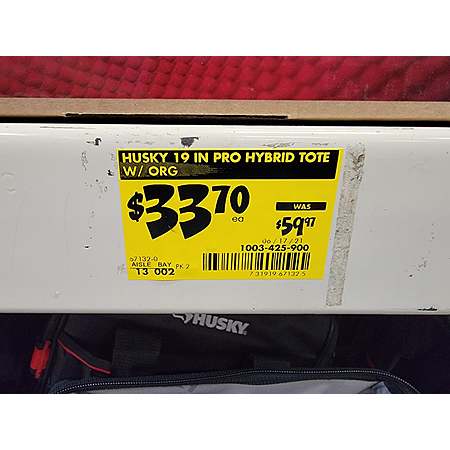 HUSKY 19 IN PRO HYBRID TOTE
W/ ORG
$33.70
ea
WAS
$59.97
06/17/21
1003-425-900
67132-0
AISLE BAY PK 2
13 002
7 31919 67132 5
HUSKY